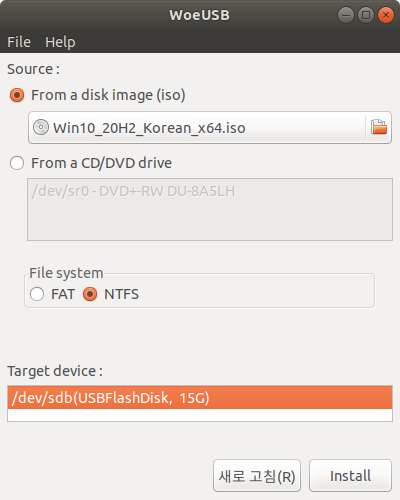 WoeUSB
File Help
Source :
From a disk image (iso)
Win10_20H2_Korean_x64.iso
From a CD/DVD drive
/dev/sr0 - DVD+-RW DU-8A5LH
File system
FAT NTFS
Target device :
/dev/sdb(USBFlashDisk, 15G)
새로 고침(R) Install